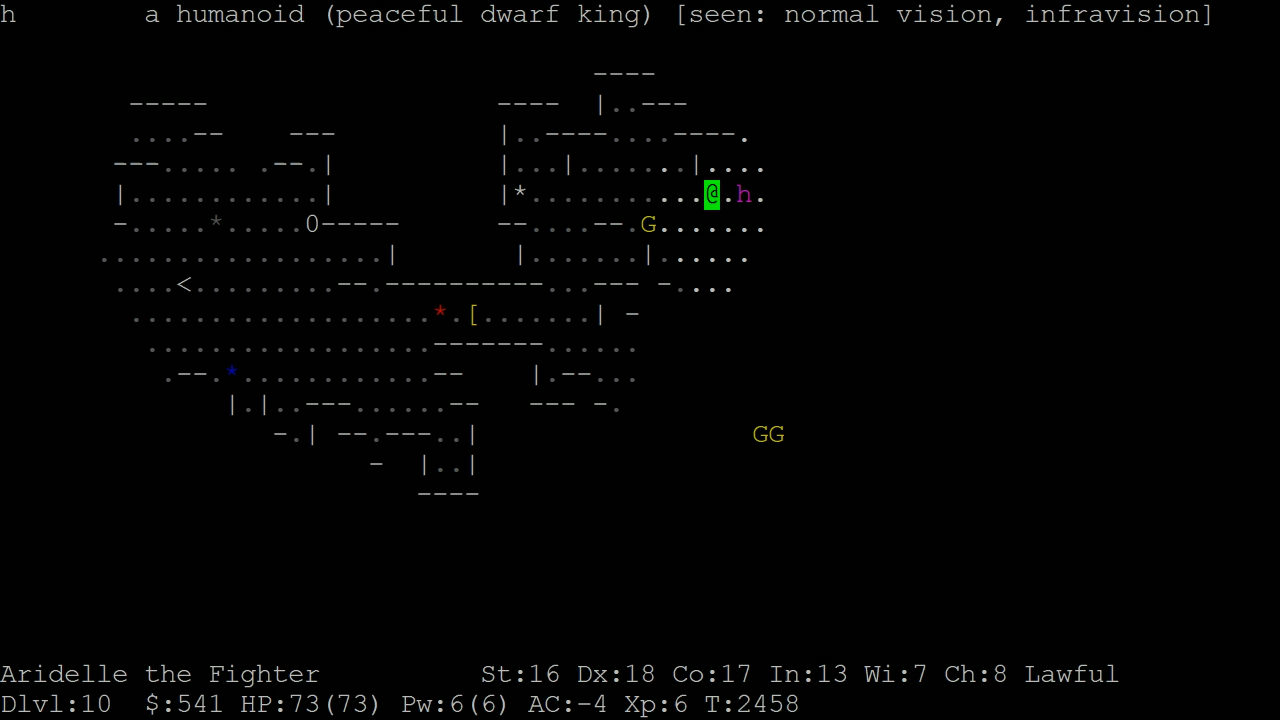 h        a humanoid (peaceful dwarf king) [seen: normal vision, infravision]
                                     ----
        -----                  ----  |..---
        ....--    ---          |..----....----.
       ---..... .--.|          |...|.......|....
       |............|          |*...........@.h.
       -.....*.....0-----      --....--.G.......
      .................|       |.......|......
       ....<.........--.----------...--- -....
        ...................*.[.......| -
         ..................-------......
          .--.*............--    |.--...
              |.|..---......--   --- -.
                 -.| --.---..|                 GG
                       -  |..|
                          ----
Aridelle the Fighter          St:16 Dx:18 Co:17 In:13 Wi:7 Ch:8 Lawful
Dlvl:10  $:541 HP:73(73) Pw:6(6) AC:-4 Xp:6 T:2458